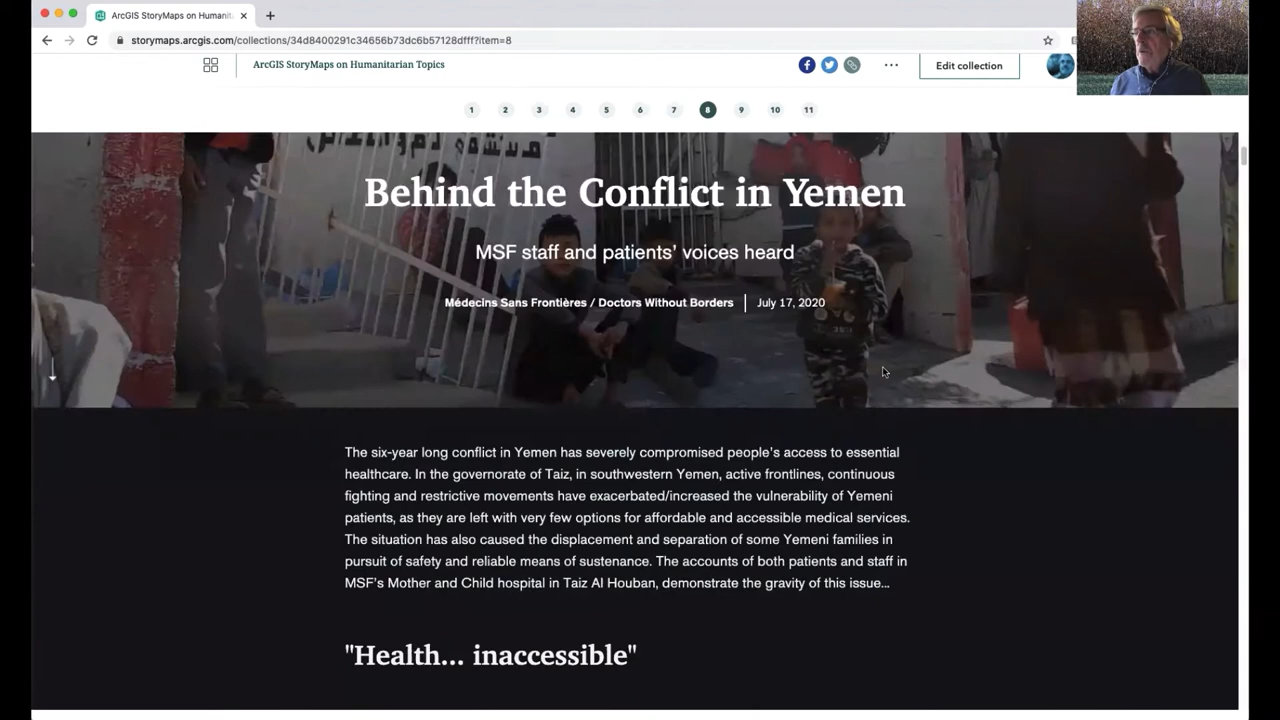 ArcGIS StoryMaps on Humanit
storymaps.arcgis.com/collections/34d8400291c34656b73dc6b57128dfff?item=8
ArcGIS StoryMaps on Humanitarian Topics
Edit collection
1 2 3 4 5 6 7 8 9 10 11
Behind the Conflict in Yemen
MSF staff and patients' voices heard
Médecins Sans Frontières / Doctors Without Borders | July 17, 2020
The six-year long conflict in Yemen has severely compromised people's access to essential
healthcare. In the governorate of Taiz, in southwestern Yemen, active frontlines, continuous
fighting and restrictive movements have exacerbated/increased the vulnerability of Yemeni
patients, as they are left with very few options for affordable and accessible medical services.
The situation has also caused the displacement and separation of some Yemeni families in
pursuit of safety and reliable means of sustenance. The accounts of both patients and staff in
MSF's Mother and Child hospital in Taiz Al Houban, demonstrate the gravity of this issue...
"Health... inaccessible"